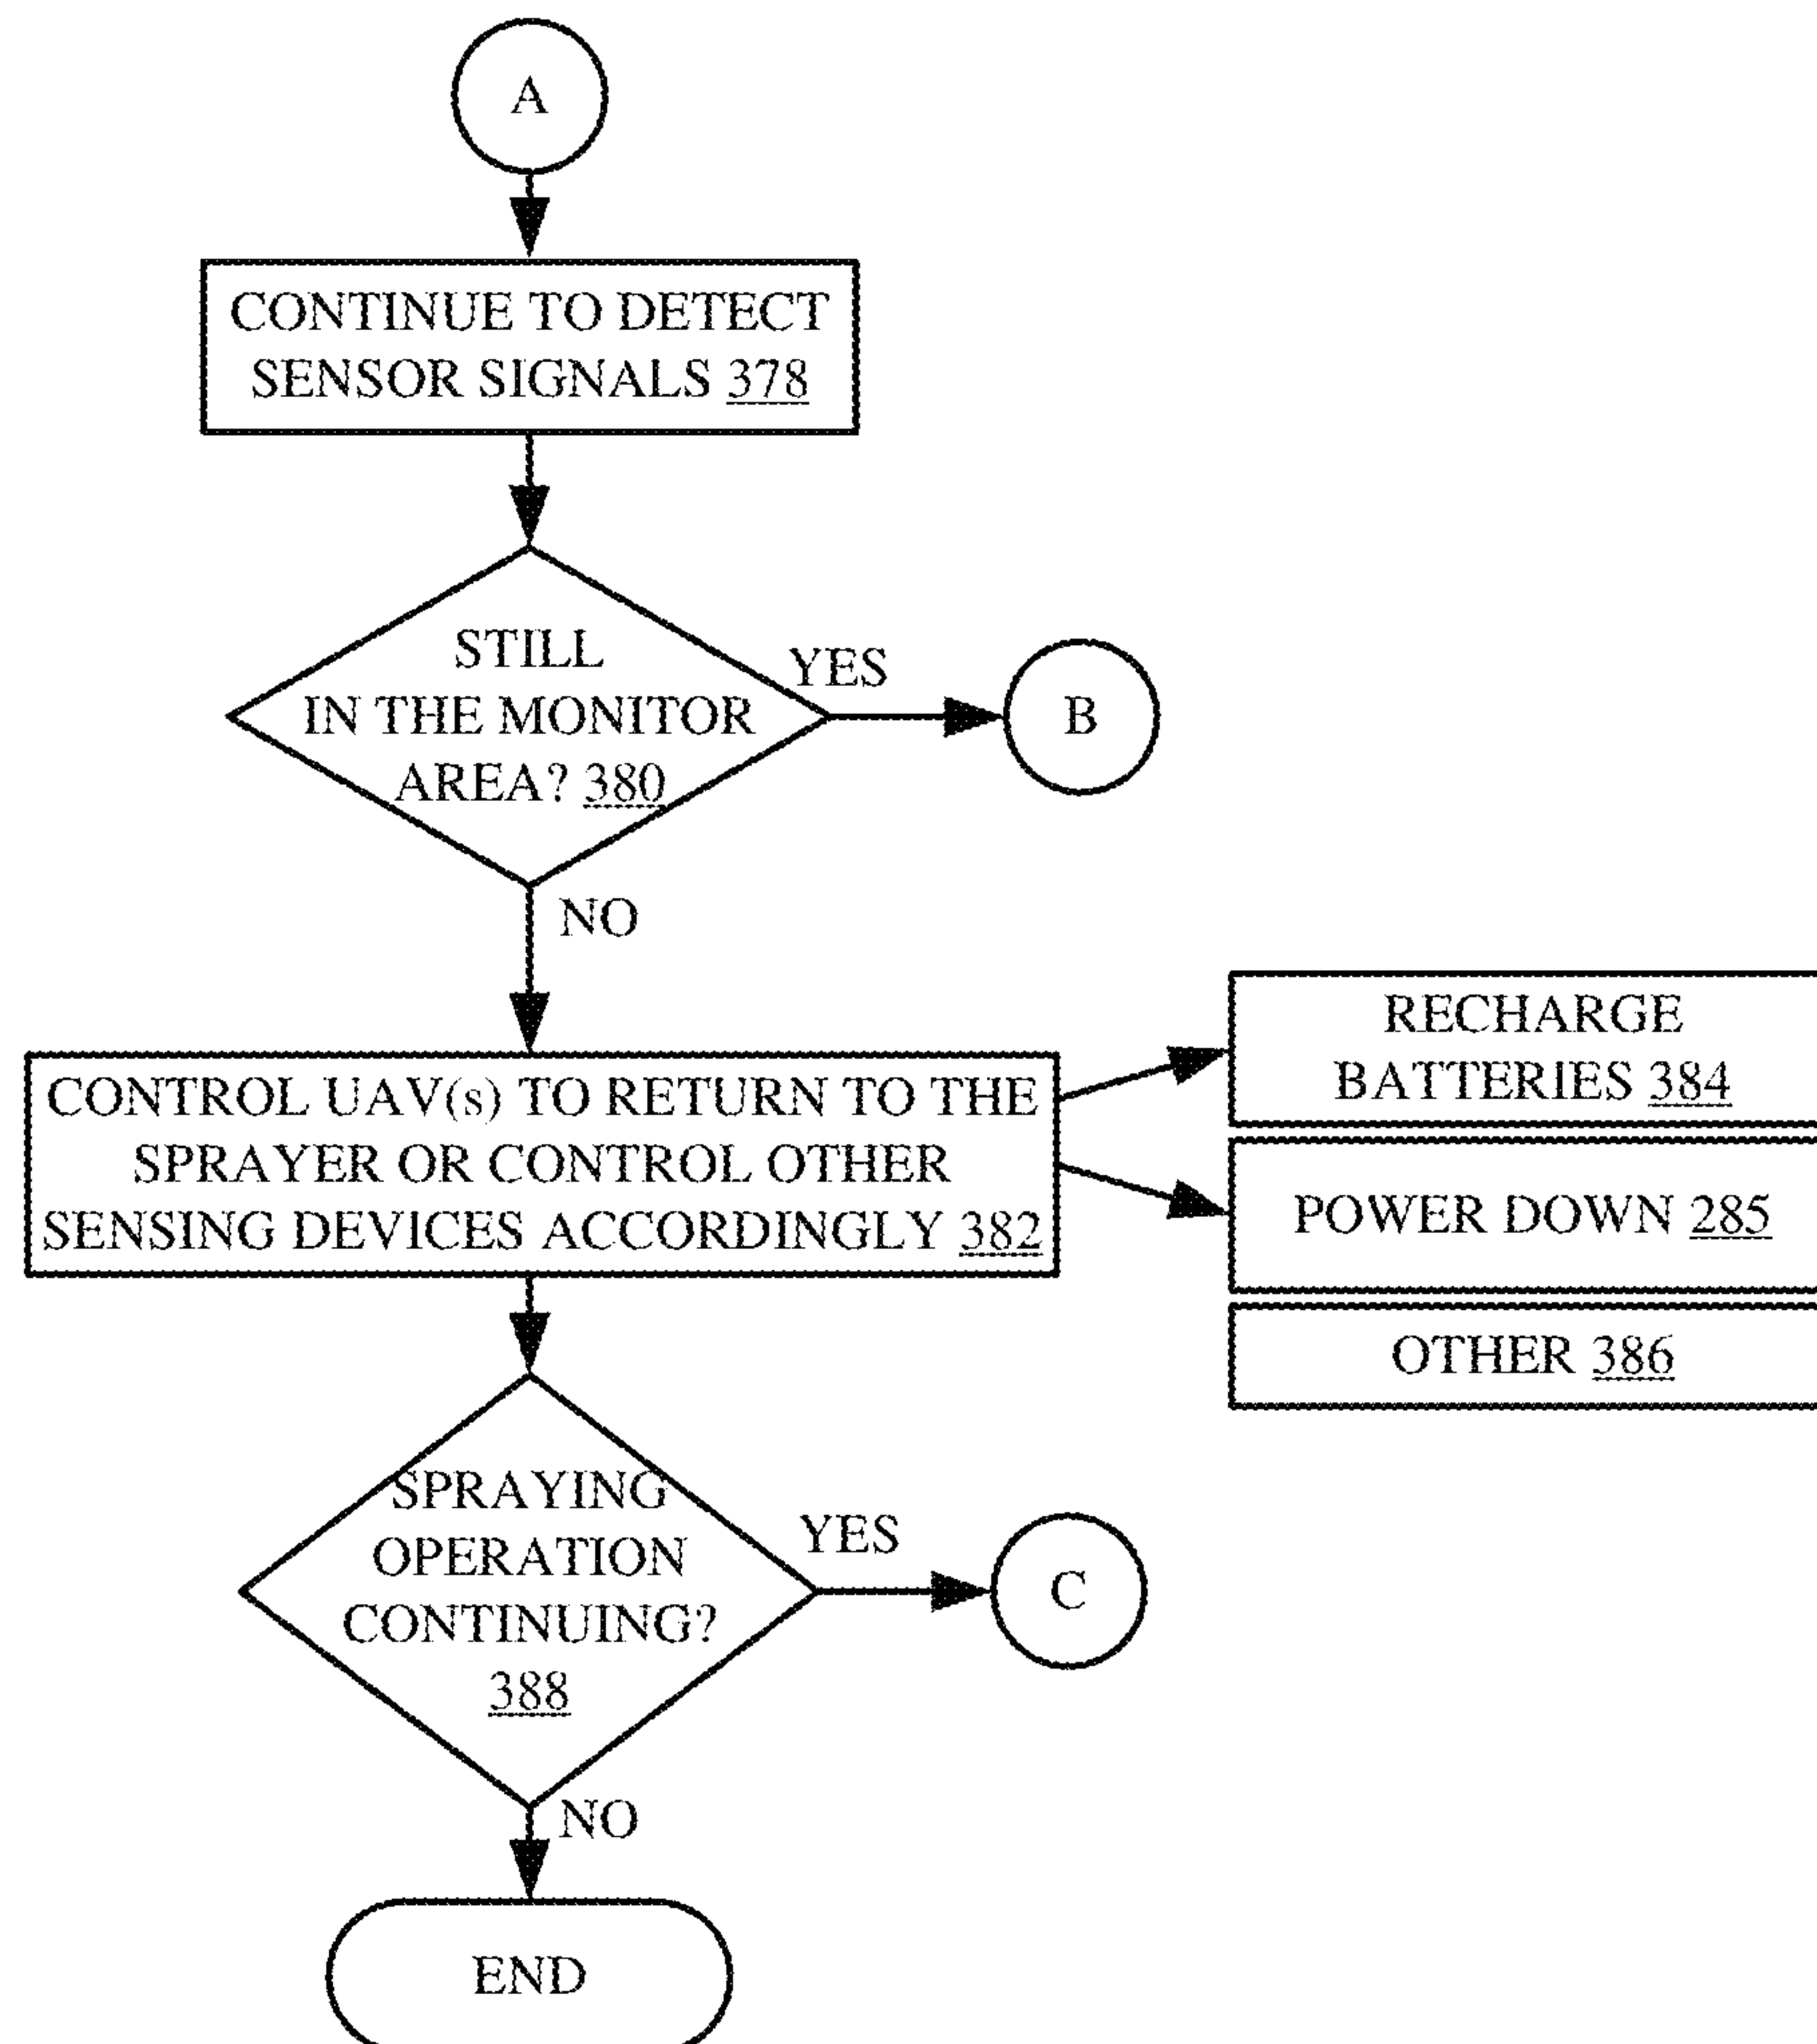 A
CONTINUE TO DETECT
SENSOR SIGNALS 378
STILL
IN THE MONITOR
AREA? 380
YES
B
NO
CONTROL UAV(s) TO RETURN TO THE
SPRAYER OR CONTROL OTHER
SENSING DEVICES ACCORDINGLY 382
RECHARGE
BATTERIES 384
POWER DOWN 285
OTHER 386
SPRAYING
OPERATION
CONTINUING?
388
YES
C
NO
END